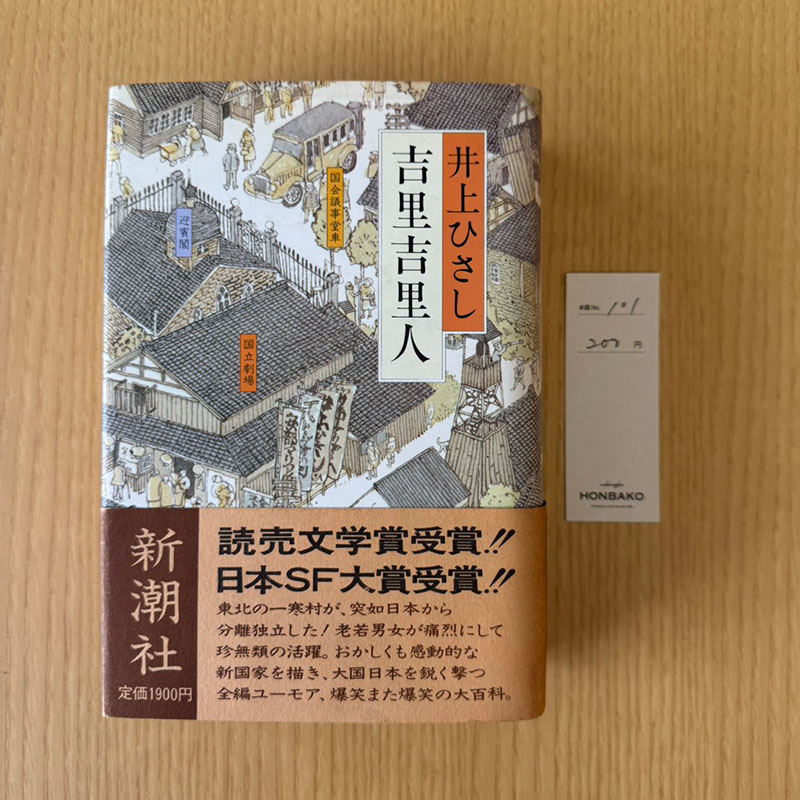 井上ひさし
吉里吉里人
国会議事堂車
迎賓閣
国立劇場
読売文学賞受賞!!
日本SF大賞受賞!!
東北の一寒村が、突如日本から
分離独立した!老若男女が痛烈にして
珍無類の活躍。おかしくも感動的な
新国家を描き、大国日本を鋭く撃つ
全編ユーモア、爆笑また爆笑の大百科。
新潮社
定価1900円
本箱No. 101
200 円
HONBAKO